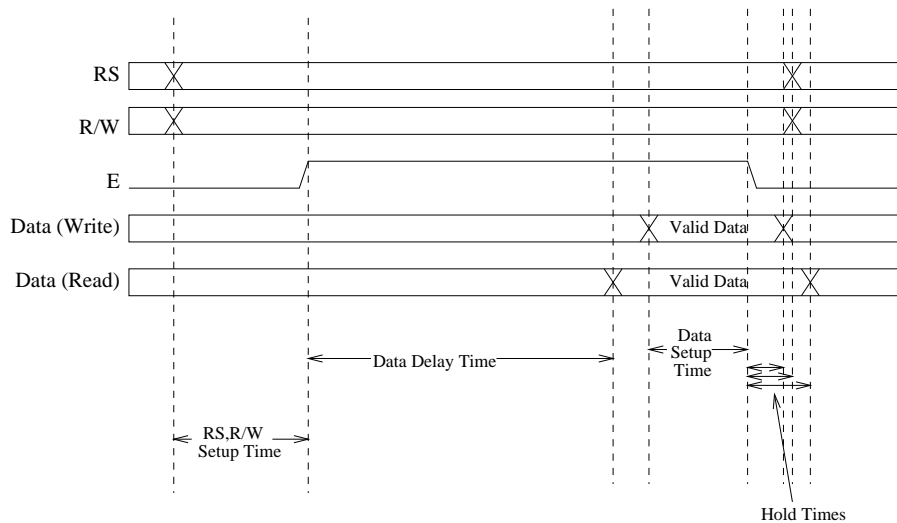 RS
R/W
E
Data (Write)
Valid Data
Data (Read)
Valid Data
Data Delay Time
Data
Setup
Time
RS,R/W
Setup Time
Hold Times